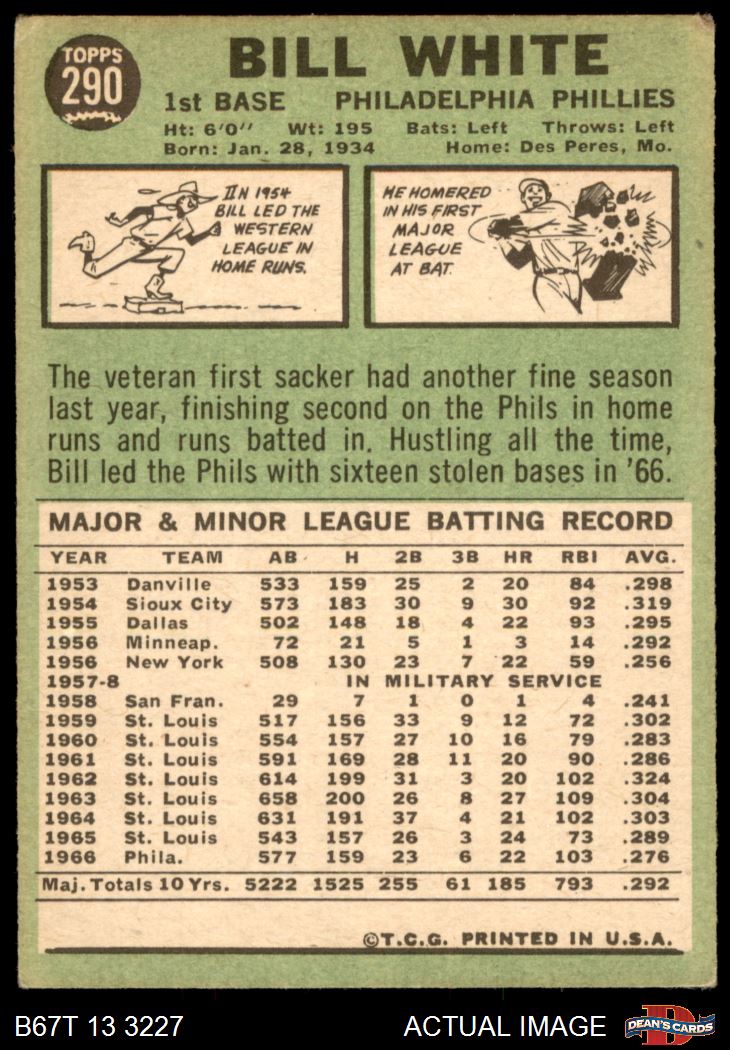 TOPPS
290
BILL WHITE
1st BASE PHILADELPHIA PHILLIES
Ht: 6'0" Wt: 195 Bats: Left Throws: Left
Born: Jan. 28, 1934 Home: Des Peres, Mo.
IN 1954
BILL LED THE
WESTERN
LEAGUE IN
HOME RUNS.
HE HOMERED
IN HIS FIRST
MAJOR
LEAGUE
AT BAT.
The veteran first sacker had another fine season
last year, finishing second on the Phils in home
runs and runs batted in. Hustling all the time,
Bill led the Phils with sixteen stolen bases in '66.
MAJOR & MINOR LEAGUE BATTING RECORD
YEAR TEAM AB H 2B 3B HR RBI AVG.
1953 Danville 533 159 25 2 20 84 .298
1954 Sioux City 573 183 30 9 30 92 .319
1955 Dallas 502 148 18 4 22 93 .295
1956 Minneap. 72 21 5 1 3 14 .292
1956 New York 508 130 23 7 22 59 .256
1957-8 IN MILITARY SERVICE
1958 San Fran. 29 7 1 0 1 4 .241
1959 St. Louis 517 156 33 9 12 72 .302
1960 St. Louis 554 157 27 10 16 79 .283
1961 St. Louis 591 169 28 11 20 90 .286
1962 St. Louis 614 199 31 3 20 102 .324
1963 St. Louis 658 200 26 8 27 109 .304
1964 St. Louis 631 191 37 4 21 102 .303
1965 St. Louis 543 157 26 3 24 73 .289
1966 Phila. 577 159 23 6 22 103 .276
Maj. Totals 10 Yrs. 5222 1525 255 61 185 793 .292
©T.C.G. PRINTED IN U.S.A.
B67T 13 3227 ACTUAL IMAGE
D
DEAN'S CARDS